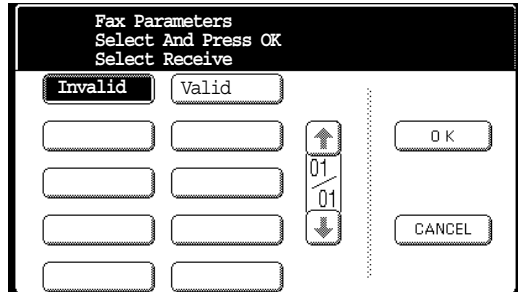 Fax Parameters
Select And Press OK
Select Receive
Invalid Valid
OK
01
01
CANCEL